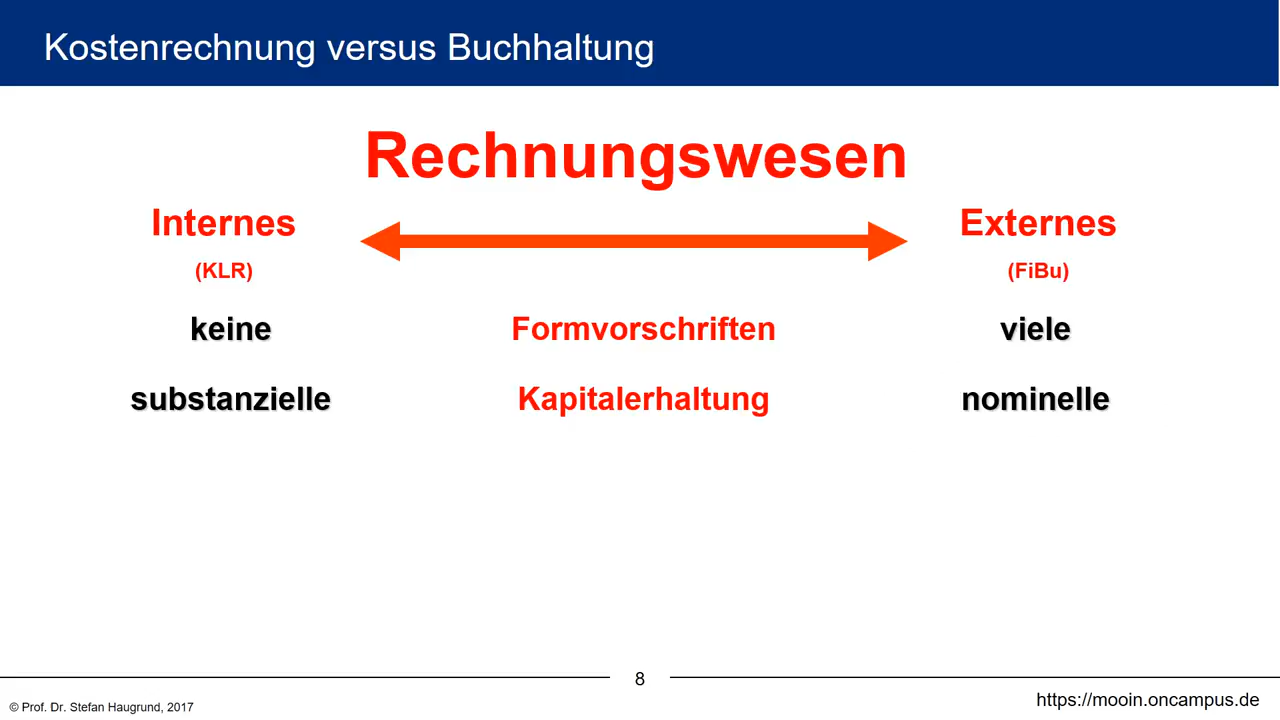 Kostenrechnung versus Buchhaltung
Rechnungswesen
Internes Externes
(KLR) (FiBu)
keine Formvorschriften viele
substanzielle Kapitalerhaltung nominelle
8
© Prof. Dr. Stefan Haugrund, 2017 https://mooin.oncampus.de